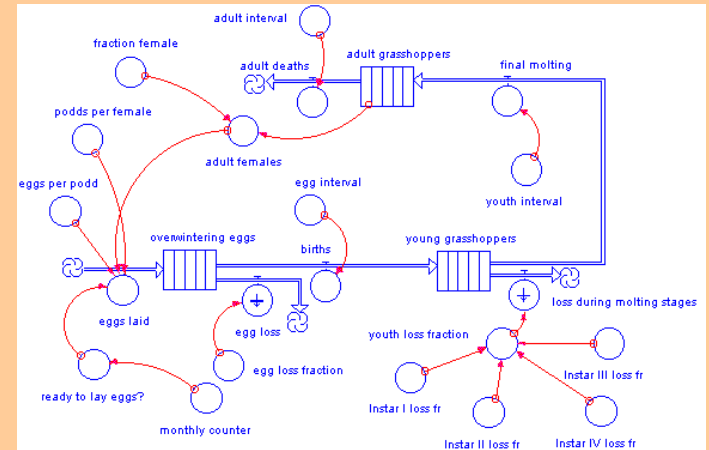 adult interval
fraction female
adult grasshoppers
adult deaths
final molting
podds per female
adult females
eggs per podd
egg interval
youth interval
overwintering eggs
births
young grasshoppers
eggs laid
egg loss
loss during molting stages
youth loss fraction
egg loss fraction
Instar III loss fr
ready to lay eggs?
Instar I loss fr
monthly counter
Instar II loss fr
Instar IV loss fr